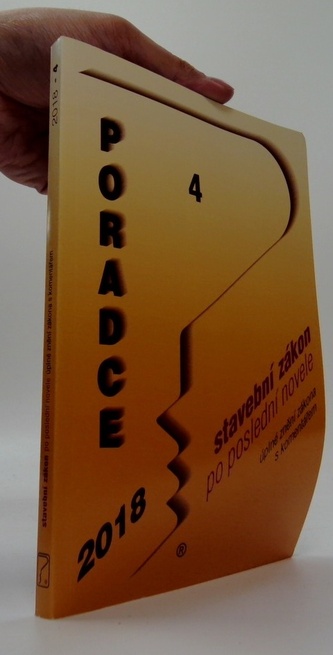 2018 - 4
stavební zákon po poslední novele úplné znění zákona s komentářem
PORADCE
4
stavební zákon
po poslední novele
úplné znění zákona
s komentářem
2018
®